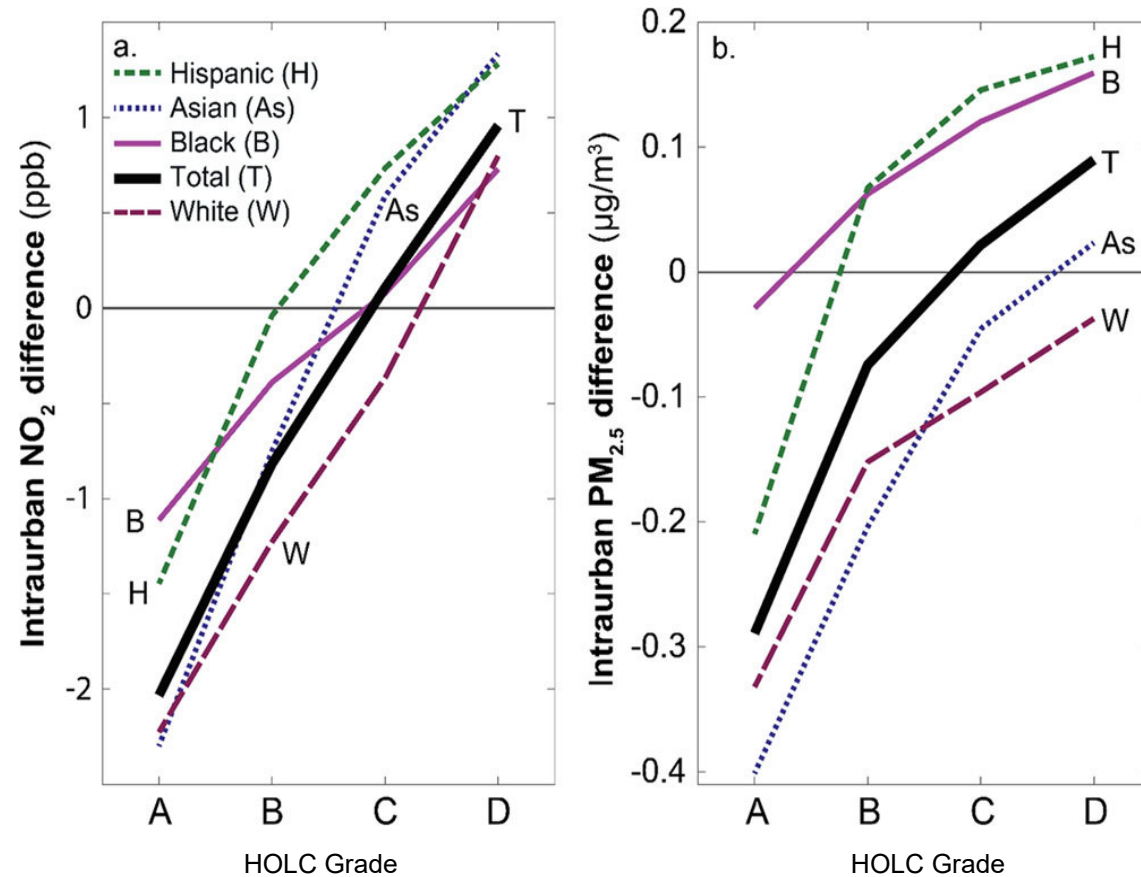 a.
Hispanic (H)
Asian (As)
Black (B)
Total (T)
White (W)
Intraurban NO2 difference (ppb)
1
0
-1
-2
T
As
B
H
W
A B C D
HOLC Grade
b.
Intraurban PM2.5 difference (µg/m³)
0.2
0.1
0
-0.1
-0.2
-0.3
-0.4
H
B
T
As
W
A B C D
HOLC Grade